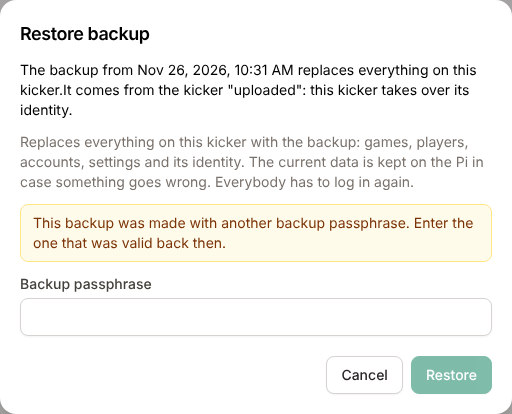 Restore backup
The backup from Nov 26, 2026, 10:31 AM replaces everything on this
kicker.It comes from the kicker "uploaded": this kicker takes over its
identity.
Replaces everything on this kicker with the backup: games, players,
accounts, settings and its identity. The current data is kept on the Pi in
case something goes wrong. Everybody has to log in again.
This backup was made with another backup passphrase. Enter the
one that was valid back then.
Backup passphrase
Cancel
Restore